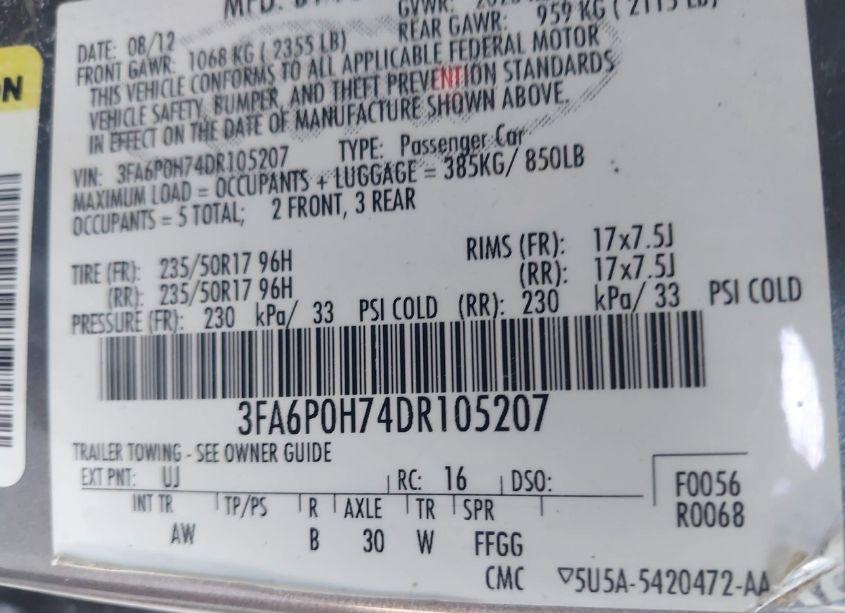 GVWR:
DATE: 08/12
FRONT GAWR: 1068 KG ( 2355 LB) REAR GAWR: 959 KG ( 2115 LB)
THIS VEHICLE CONFORMS TO ALL APPLICABLE FEDERAL MOTOR
VEHICLE SAFETY, BUMPER, AND THEFT PREVENTION STANDARDS
IN EFFECT ON THE DATE OF MANUFACTURE SHOWN ABOVE.
VIN: 3FA6P0H74DR105207 TYPE: Passenger Car
MAXIMUM LOAD = OCCUPANTS + LUGGAGE = 385KG/ 850LB
OCCUPANTS = 5 TOTAL; 2 FRONT, 3 REAR
TIRE (FR): 235/50R17 96H RIMS (FR): 17x7.5J
(RR): 235/50R17 96H (RR): 17x7.5J
PRESSURE (FR): 230 kPa/ 33 PSI COLD (RR): 230 kPa/ 33 PSI COLD
3FA6P0H74DR105207
TRAILER TOWING - SEE OWNER GUIDE
EXT PNT: UJ RC: 16 DSO: F0056
INT TR TP/PS R AXLE TR SPR R0068
AW B 30 W FFGG
CMC ▽5U5A-5420472-AA